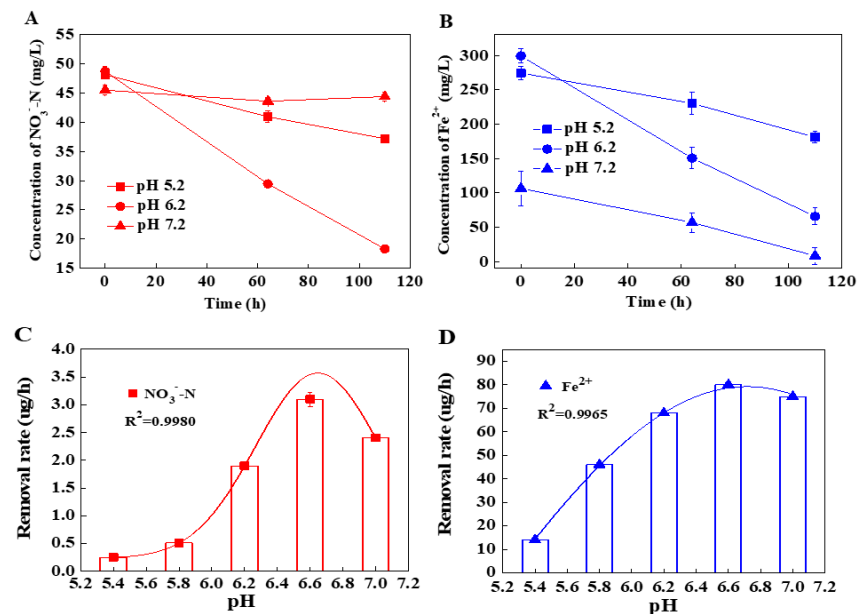 A
Concentration of NO₃⁻-N (mg/L)
55
50
45
40
35
30
25
20
15
pH 5.2
pH 6.2
pH 7.2
0 20 40 60 80 100 120
Time (h)
B
Concentration of Fe²⁺ (mg/L)
300
250
200
150
100
50
0
pH 5.2
pH 6.2
pH 7.2
0 20 40 60 80 100 120
Time (h)
C
Removal rate (ug/h)
4.0
3.5
3.0
2.5
2.0
1.5
1.0
0.5
0.0
NO₃⁻-N
R²=0.9980
5.2 5.4 5.6 5.8 6.0 6.2 6.4 6.6 6.8 7.0 7.2
pH
D
Removal rate (ug/h)
90
80
70
60
50
40
30
20
10
0
Fe²⁺
R²=0.9965
5.2 5.4 5.6 5.8 6.0 6.2 6.4 6.6 6.8 7.0 7.2
pH